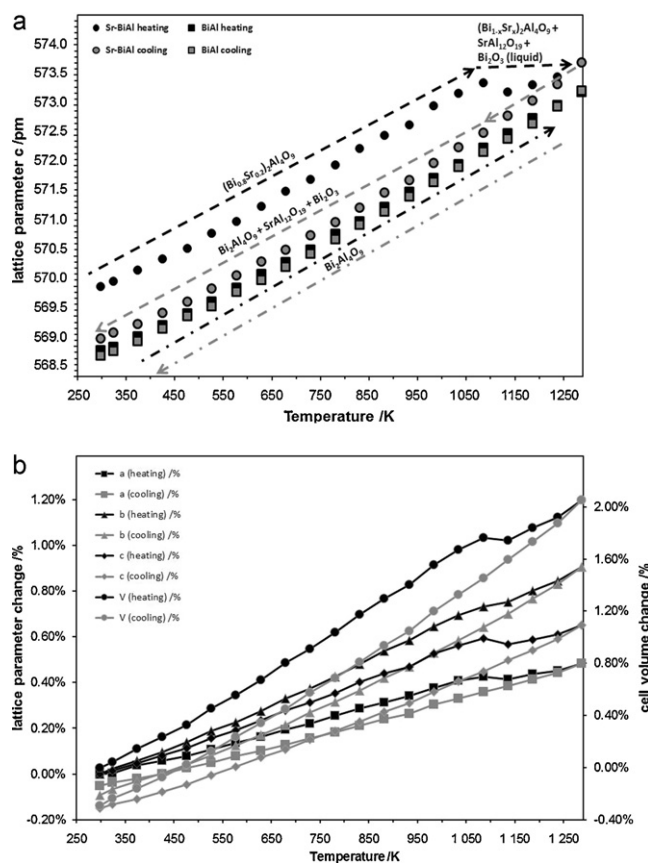 a
Sr-BiAl heating
BiAl heating
Sr-BiAl cooling
BiAl cooling
(Bi1-xSrx)2Al4O9 +
SrAl12O19 +
Bi2O3 (liquid)
(Bi0.8Sr0.2)2Al4O9
Bi2Al4O9 + SrAl12O19 + Bi2O3
Bi2Al4O9
lattice parameter c /pm
574.0
573.5
573.0
572.5
572.0
571.5
571.0
570.5
570.0
569.5
569.0
568.5
250 350 450 550 650 750 850 950 1050 1150 1250
Temperature /K
b
a (heating) /%
a (cooling) /%
b (heating) /%
b (cooling) /%
c (heating) /%
c (cooling) /%
V (heating) /%
V (cooling) /%
lattice parameter change /%
1.20%
1.00%
0.80%
0.60%
0.40%
0.20%
0.00%
-0.20%
2.00%
1.60%
1.20%
0.80%
0.40%
0.00%
-0.40%
cell volume change /%
250 350 450 550 650 750 850 950 1050 1150 1250
Temperature /K